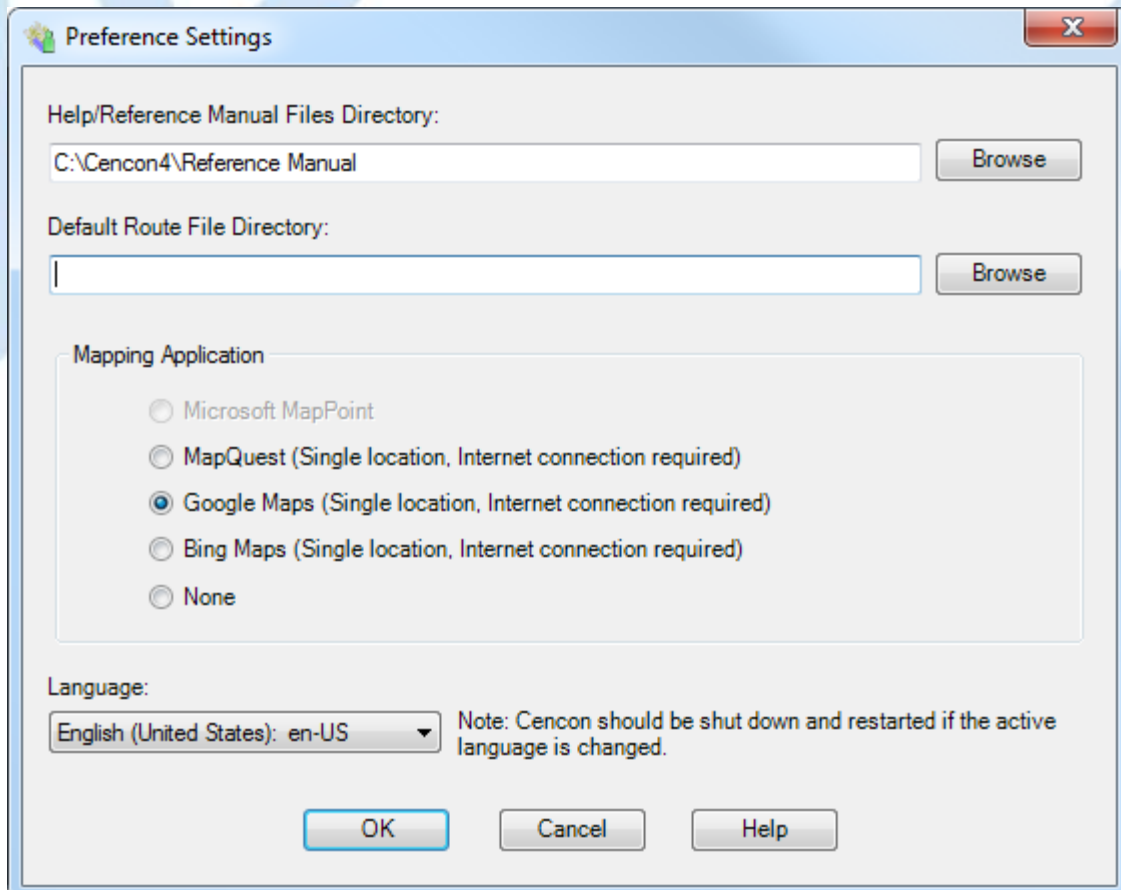 Preference Settings
Help/Reference Manual Files Directory:
C:\Cencon4\Reference Manual
Browse
Default Route File Directory:
Browse
Mapping Application
Microsoft MapPoint
MapQuest (Single location, Internet connection required)
Google Maps (Single location, Internet connection required)
Bing Maps (Single location, Internet connection required)
None
Language:
English (United States): en-US
Note: Cencon should be shut down and restarted if the active
language is changed.
OK
Cancel
Help